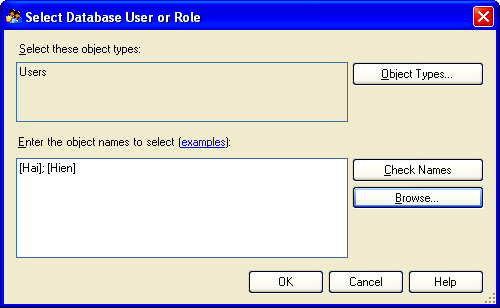 Select Database User or Role
Select these object types:
Users
Object Types...
Enter the object names to select (examples):
[Hai]; [Hien]
Check Names
Browse...
OK
Cancel
Help